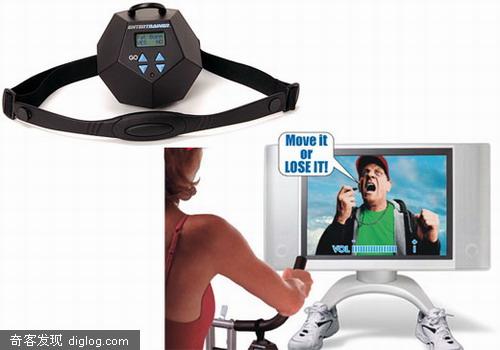 ENTERTRAINER
GO
Move it
or
LOSE IT!
VOL
奇客发现 diglog.com